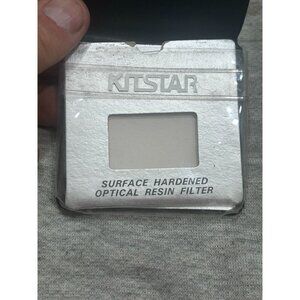 KITSTAR
SURFACE HARDENED
OPTICAL RESIN FILTER